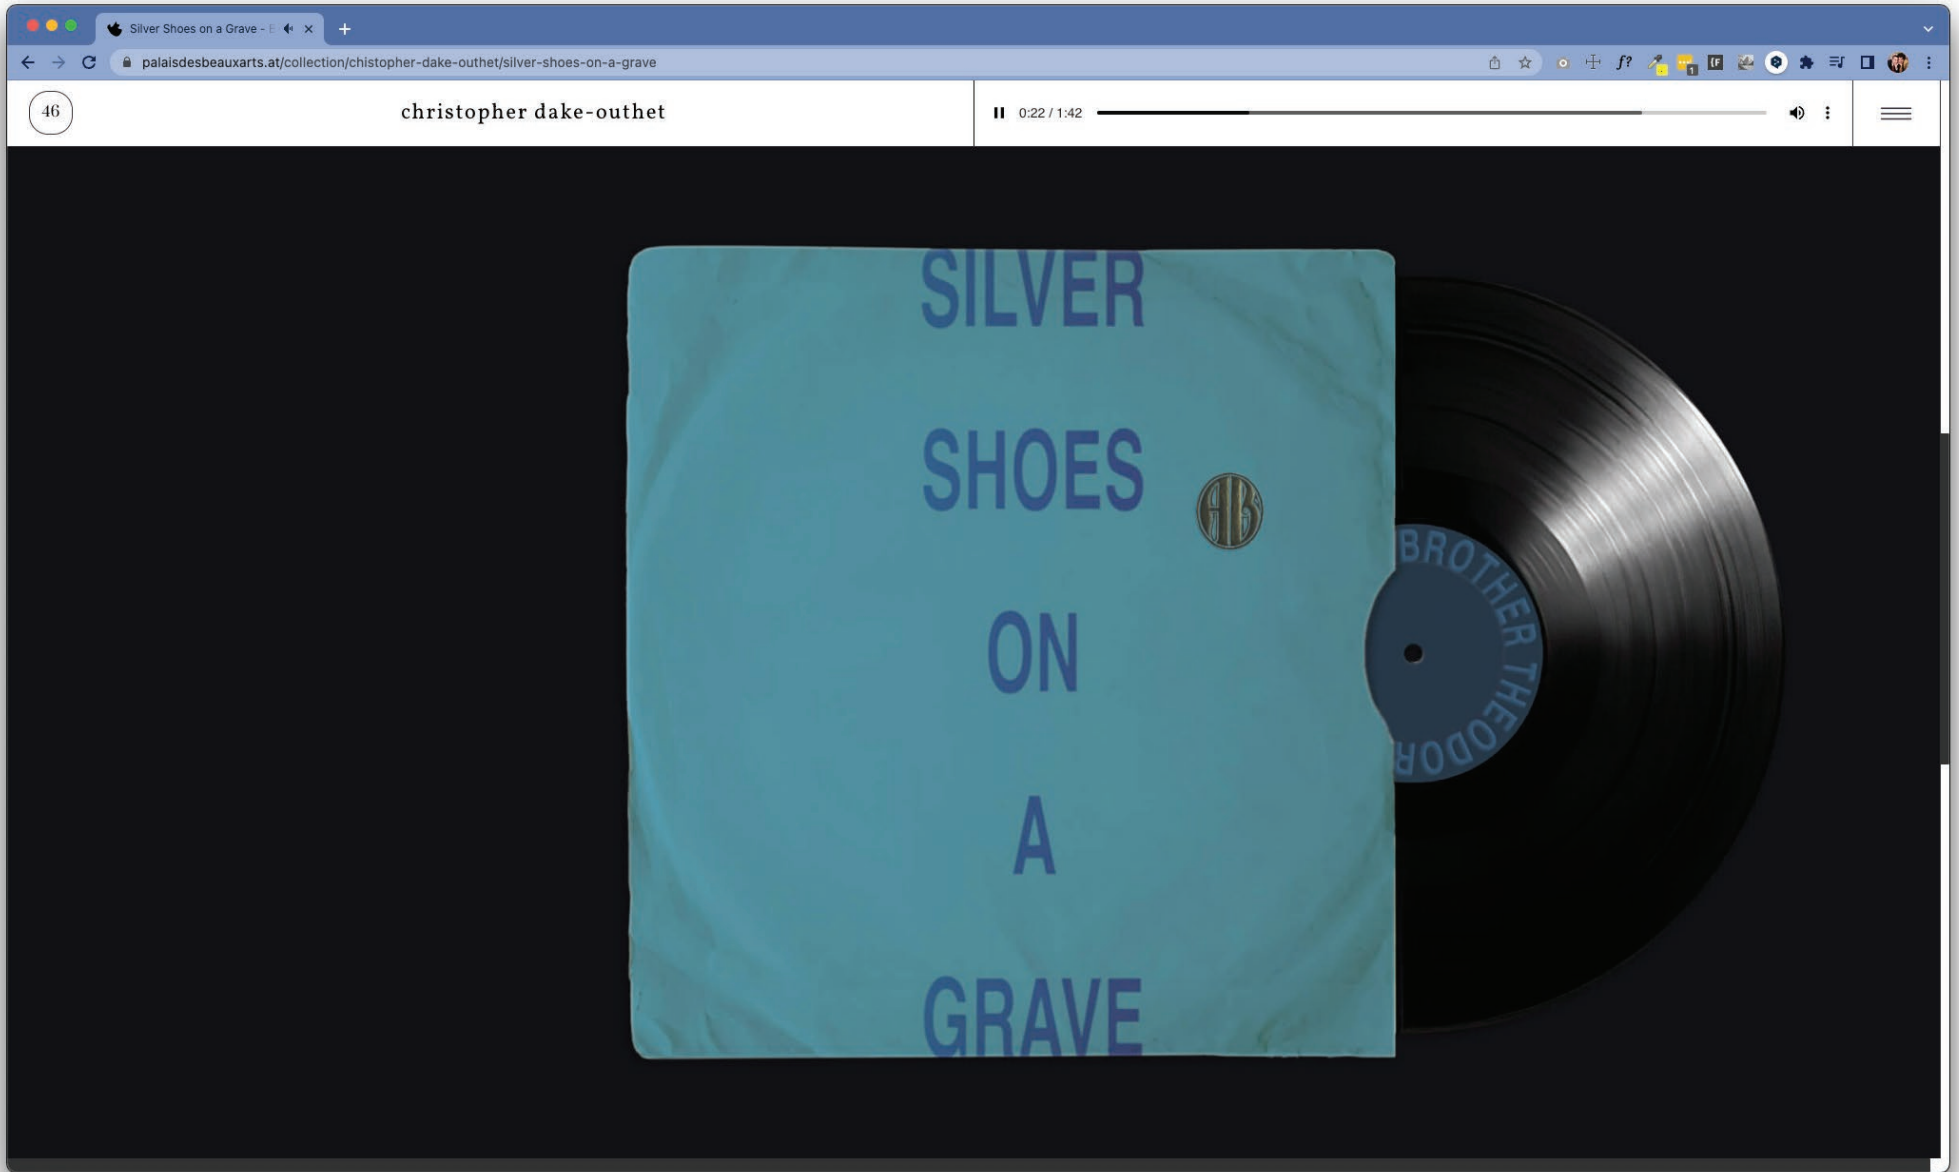 Silver Shoes on a Grave -
palaisdesbeauxarts.at/collection/chistopher-dake-outhet/silver-shoes-on-a-grave
f?
1
{F
46
christopher dake-outhet
0:22 / 1:42
SILVER
SHOES
ON
A
GRAVE
BROTHER THEODOR